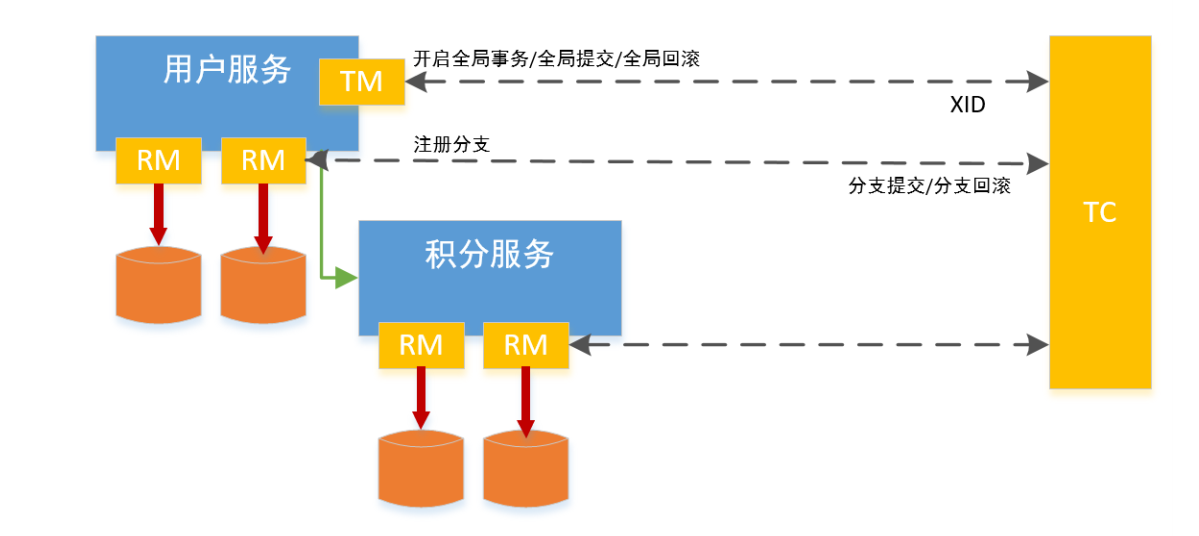 用户服务
TM
开启全局事务/全局提交/全局回滚
XID
RM
RM
注册分支
分支提交/分支回滚
TC
积分服务
RM
RM